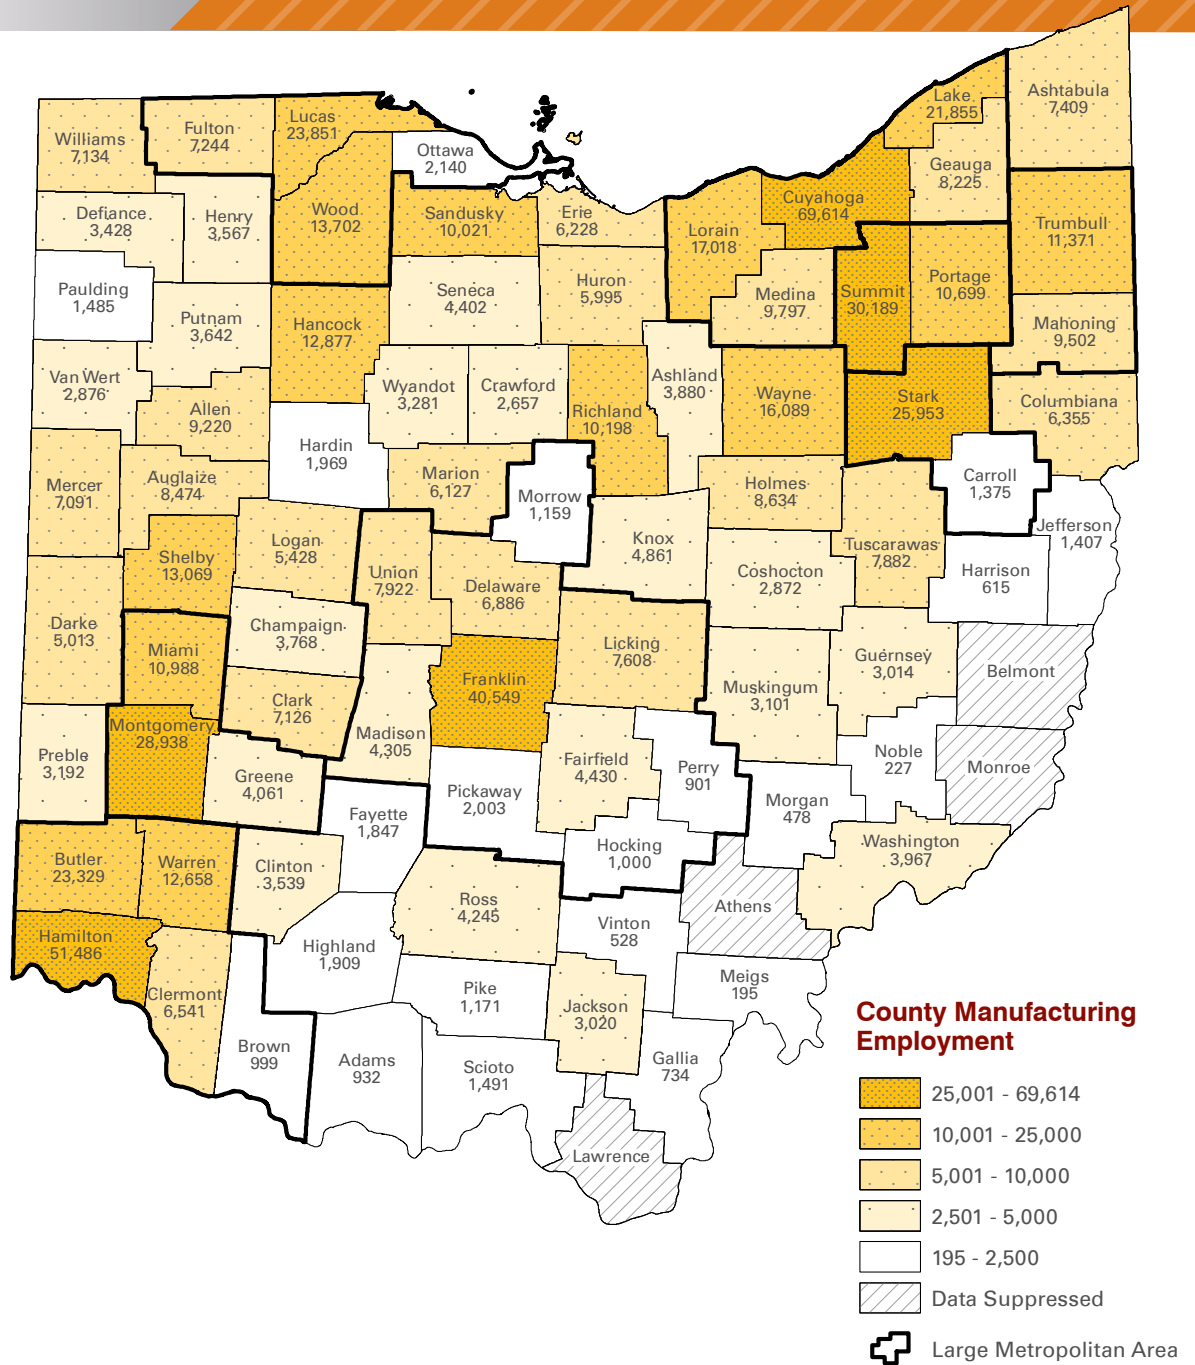 Lake
21,855
Ashtabula
7,409
Lucas
23,851
Fulton
7,244
Williams
7,134
Ottawa
2,140
Geauga
8,225
Cuyahoga
69,614
Defiance
3,428
Henry
3,567
Wood
13,702
Sandusky
10,021
Erie
6,228
Lorain
17,018
Trumbull
11,371
Paulding
1,485
Putnam
3,642
Hancock
12,877
Seneca
4,402
Huron
5,995
Medina
9,797
Summit
30,189
Portage
10,699
Mahoning
9,502
Van Wert
2,876
Allen
9,220
Wyandot
3,281
Crawford
2,657
Richland
10,198
Ashland
3,880
Wayne
16,089
Stark
25,953
Columbiana
6,355
Hardin
1,969
Mercer
7,091
Auglaize
8,474
Marion
6,127
Morrow
1,159
Holmes
8,634
Carroll
1,375
Jefferson
1,407
Shelby
13,069
Logan
5,428
Union
7,922
Delaware
6,886
Knox
4,861
Coshocton
2,872
Tuscarawas
7,882
Harrison
615
Darke
5,013
Miami
10,988
Champaign
3,768
Licking
7,608
Guernsey
3,014
Belmont
Clark
7,126
Franklin
40,549
Muskingum
3,101
Montgomery
28,938
Madison
4,305
Preble
3,192
Greene
4,061
Fairfield
4,430
Perry
901
Noble
227
Monroe
Pickaway
2,003
Fayette
1,847
Morgan
478
Hocking
1,000
Washington
3,967
Butler
23,329
Warren
12,658
Clinton
3,539
Ross
4,245
Athens
Vinton
528
Hamilton
51,486
Highland
1,909
Clermont
6,541
Pike
1,171
Jackson
3,020
Meigs
195
Brown
999
Adams
932
Scioto
1,491
Gallia
734
Lawrence
County Manufacturing
Employment
25,001 - 69,614
10,001 - 25,000
5,001 - 10,000
2,501 - 5,000
195 - 2,500
Data Suppressed
Large Metropolitan Area